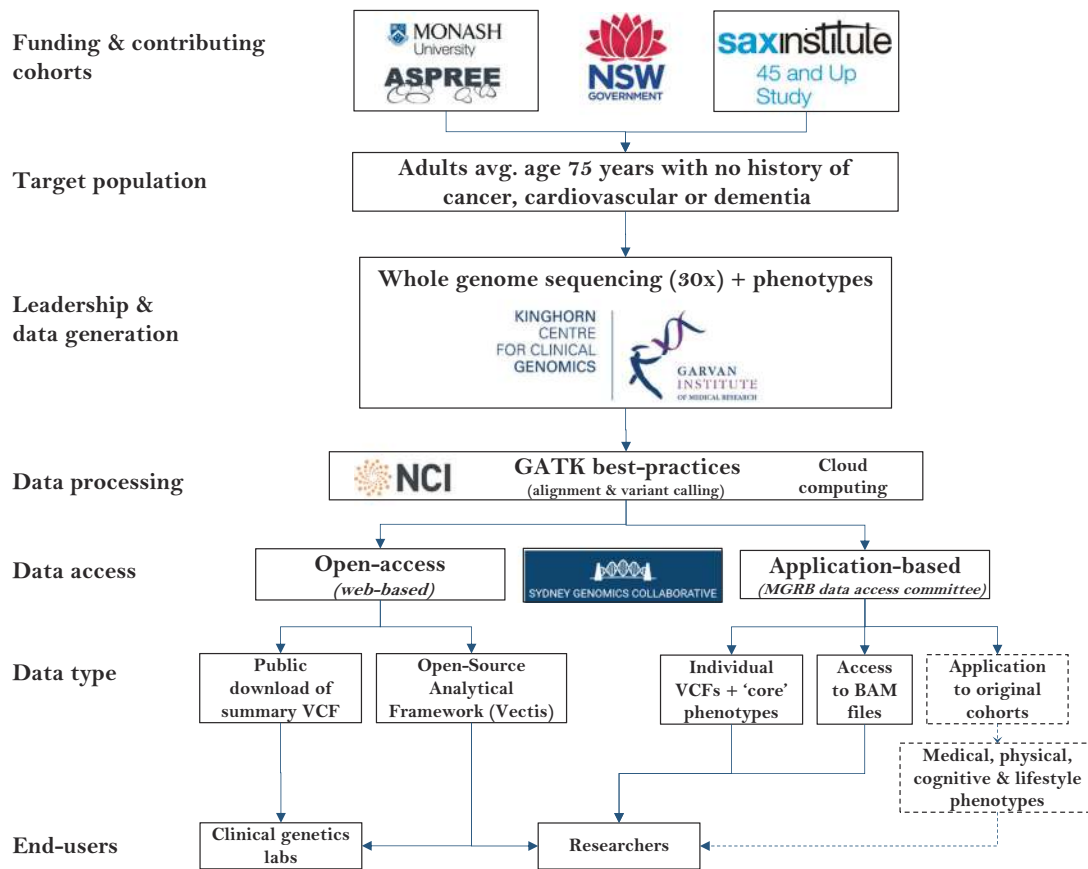 Funding & contributing
cohorts
MONASH
University
ASPREE
NSW
GOVERNMENT
saxinstitute
45 and Up
Study
Target population
Adults avg. age 75 years with no history of
cancer, cardiovascular or dementia
Leadership &
data generation
Whole genome sequencing (30x) + phenotypes
KINGHORN
CENTRE
FOR CLINICAL
GENOMICS
GARVAN
INSTITUTE
OF MEDICAL RESEARCH
Data processing
NCI
GATK best-practices
(alignment & variant calling)
Cloud
computing
Data access
Open-access
(web-based)
SYDNEY GENOMICS COLLABORATIVE
Application-based
(MGRB data access committee)
Data type
Public
download of
summary VCF
Open-Source
Analytical
Framework (Vectis)
Individual
VCFs + ‘core’
phenotypes
Access
to BAM
files
Application
to original
cohorts
Medical, physical,
cognitive & lifestyle
phenotypes
End-users
Clinical genetics
labs
Researchers